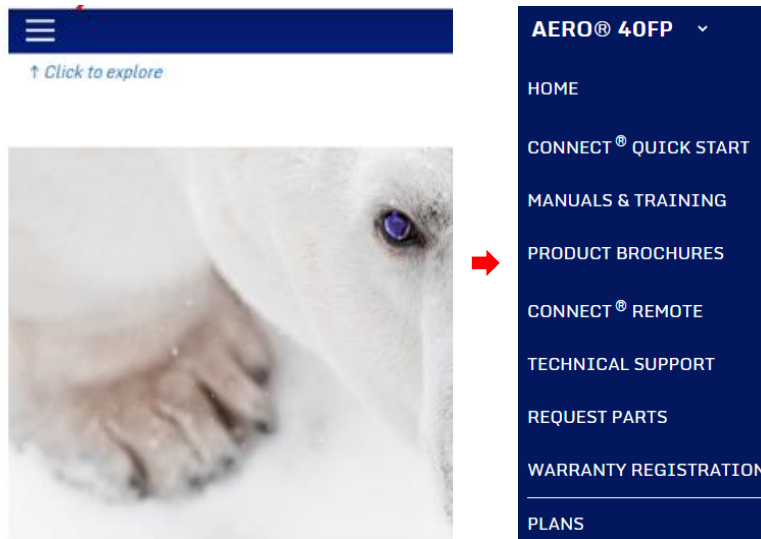 ↑ Click to explore
AERO® 40FP
HOME
CONNECT® QUICK START
MANUALS & TRAINING
PRODUCT BROCHURES
CONNECT® REMOTE
TECHNICAL SUPPORT
REQUEST PARTS
WARRANTY REGISTRATION
PLANS